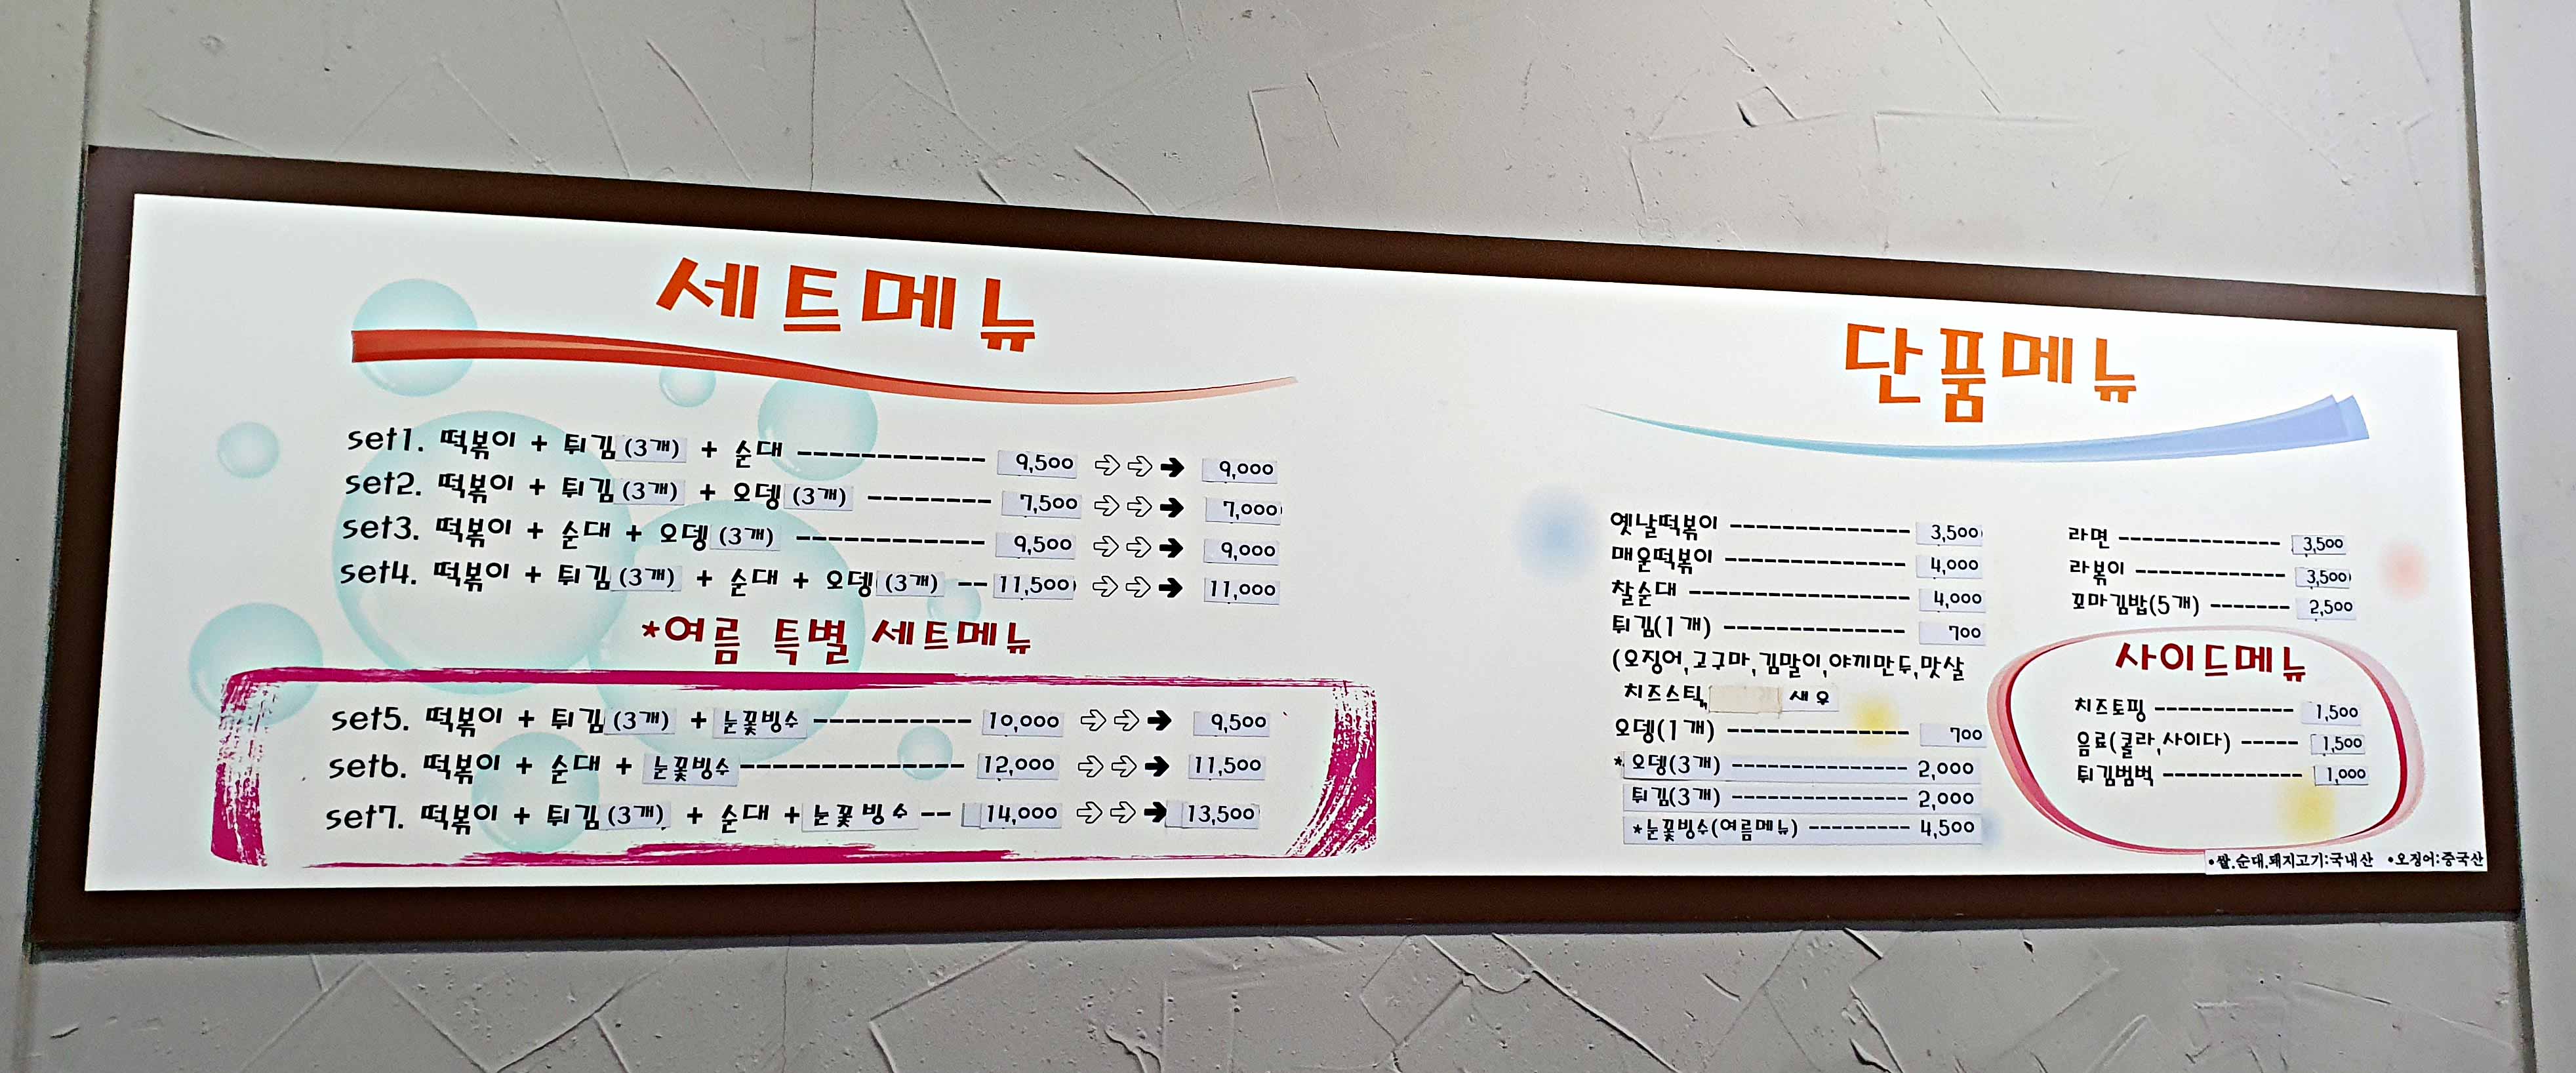 세트메뉴
set1. 떡볶이 + 튀김(3개) + 순대 ------------ 9,500 ⇨⇨➔ 9,000
set2. 떡볶이 + 튀김(3개) + 오뎅(3개) -------- 7,500 ⇨⇨➔ 7,000
set3. 떡볶이 + 순대 + 오뎅(3개) ------------ 9,500 ⇨⇨➔ 9,000
set4. 떡볶이 + 튀김(3개) + 순대 + 오뎅(3개) -- 11,500 ⇨⇨➔ 11,000
*여름 특별 세트메뉴
set5. 떡볶이 + 튀김(3개) + 눈꽃빙수 ---------- 10,000 ⇨⇨➔ 9,500
set6. 떡볶이 + 순대 + 눈꽃빙수 -------------- 12,000 ⇨⇨➔ 11,500
set7. 떡볶이 + 튀김(3개) + 순대 + 눈꽃빙수 -- 14,000 ⇨⇨➔ 13,500
단품메뉴
옛날떡볶이 -------------- 3,500
매운떡볶이 -------------- 4,000
찰순대 ----------------- 4,000
튀김(1개) -------------- 700
(오징어,고구마,김말이,야끼만두,맛살
치즈스틱, 새우
오뎅(1개) -------------- 700
*오뎅(3개) -------------- 2,000
튀김(3개) -------------- 2,000
*눈꽃빙수(여름메뉴) --------- 4,500
라면 -------------- 3,500
라볶이 ------------- 3,500
꼬마김밥(5개) ------- 2,500
사이드메뉴
치즈토핑 ------------ 1,500
음료(콜라,사이다) ----- 1,500
튀김범벅 ------------ 1,000
•쌀.순대.돼지고기:국내산 •오징어:중국산